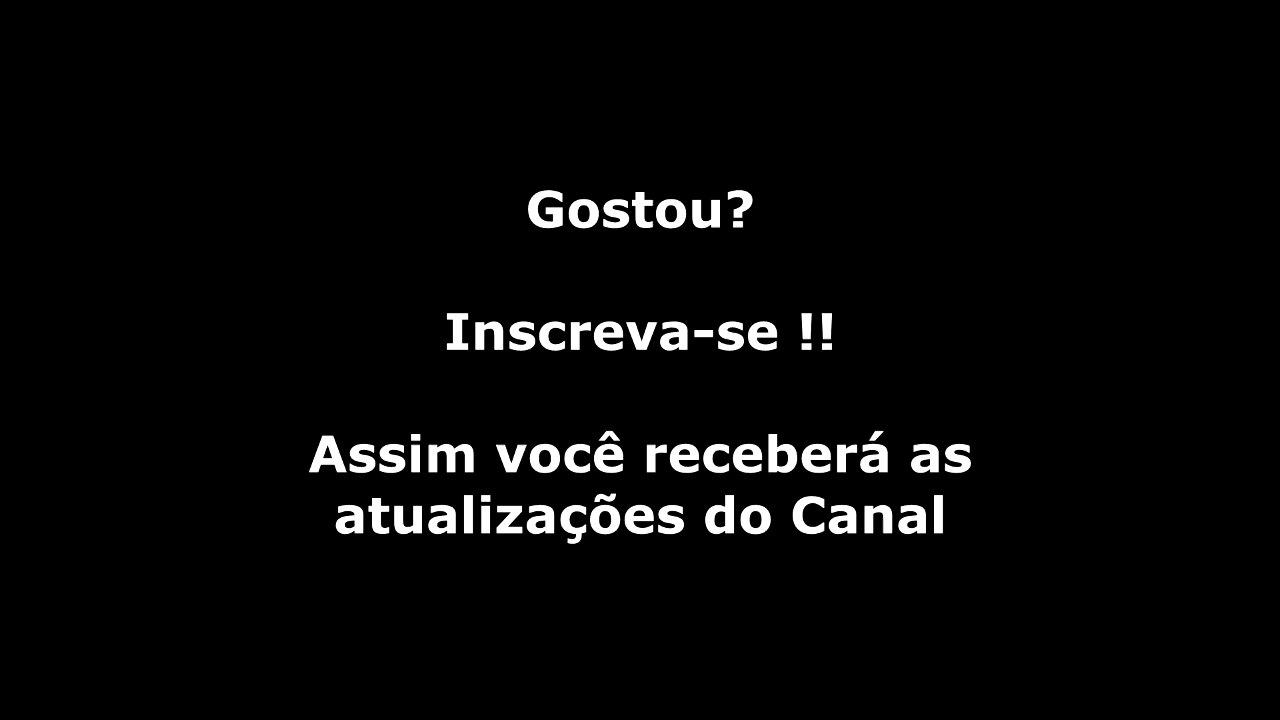 Gostou?
Inscreva-se !!
Assim você receberá as
atualizações do Canal